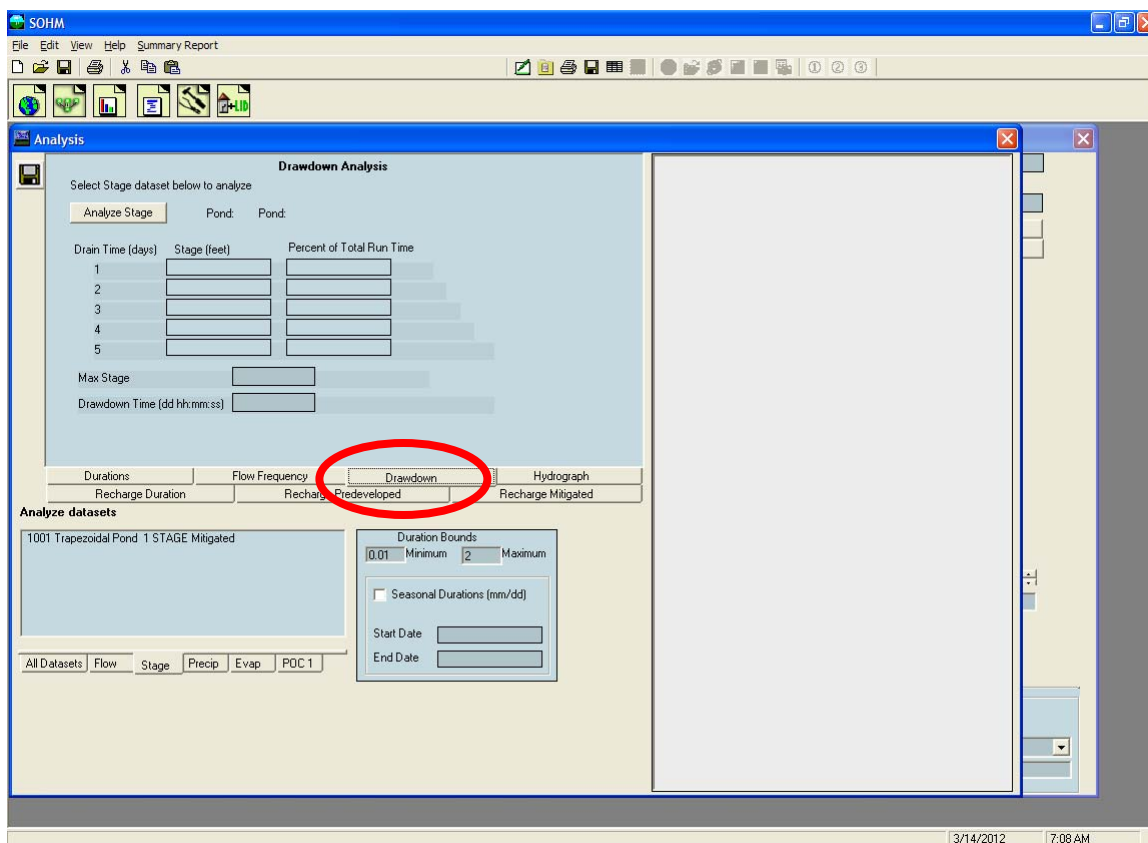 SOHM
File Edit View Help Summary Report
① ② ③
+LID
Analysis
Drawdown Analysis
Select Stage dataset below to analyze
Analyze Stage Pond: Pond:
Drain Time (days) Stage (feet) Percent of Total Run Time
1
2
3
4
5
Max Stage
Drawdown Time (dd hh:mm:ss)
Durations Flow Frequency Drawdown Hydrograph
Recharge Duration Recharge Predeveloped Recharge Mitigated
Analyze datasets
1001 Trapezoidal Pond 1 STAGE Mitigated
Duration Bounds
0.01 Minimum 2 Maximum
Seasonal Durations (mm/dd)
Start Date
End Date
All Datasets Flow Stage Precip Evap POC 1
3/14/2012 7:08 AM